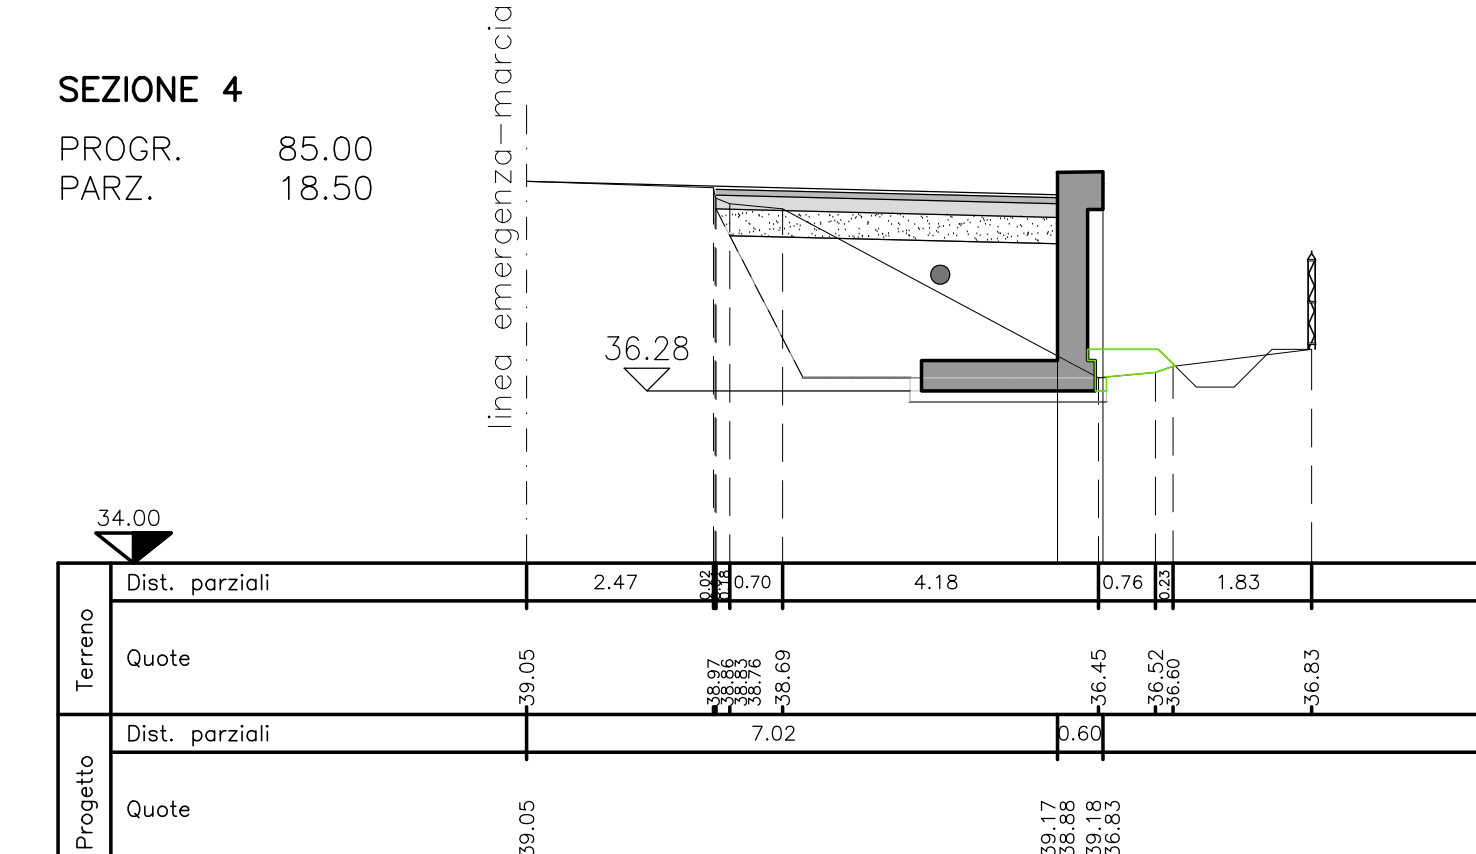 linea emergenza-marcia
SEZIONE 4
PROGR. 85.00
PARZ. 18.50
36.28
34.00
Terreno
Dist. parziali 2.47 0.02 0.18 0.70 4.18 0.76 0.23 1.83
Quote 39.05 38.97 38.86 38.83 38.76 38.69 36.45 36.52 36.60 36.83
Progetto
Dist. parziali 7.02 0.60
Quote 39.05 39.17 38.88 39.18 36.83